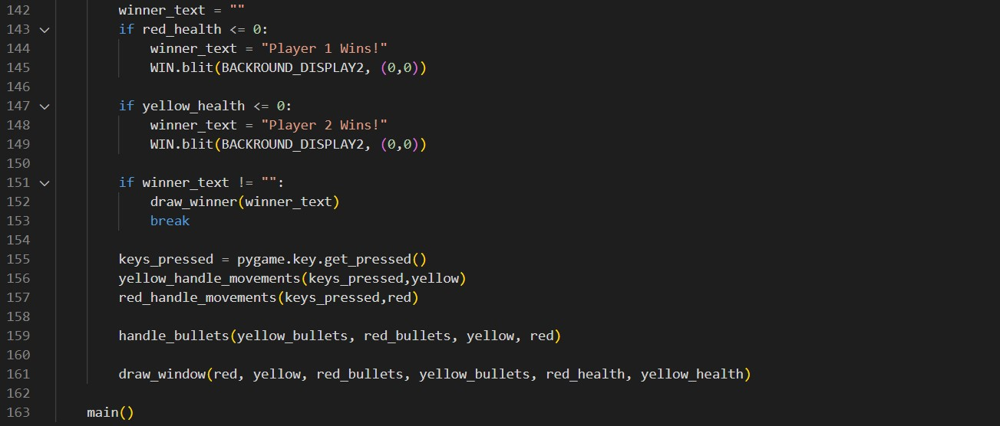 142 winner_text = ""
143 if red_health <= 0:
144 winner_text = "Player 1 Wins!"
145 WIN.blit(BACKROUND_DISPLAY2, (0,0))
146
147 if yellow_health <= 0:
148 winner_text = "Player 2 Wins!"
149 WIN.blit(BACKROUND_DISPLAY2, (0,0))
150
151 if winner_text != "":
152 draw_winner(winner_text)
153 break
154
155 keys_pressed = pygame.key.get_pressed()
156 yellow_handle_movements(keys_pressed,yellow)
157 red_handle_movements(keys_pressed,red)
158
159 handle_bullets(yellow_bullets, red_bullets, yellow, red)
160
161 draw_window(red, yellow, red_bullets, yellow_bullets, red_health, yellow_health)
162
163 main()